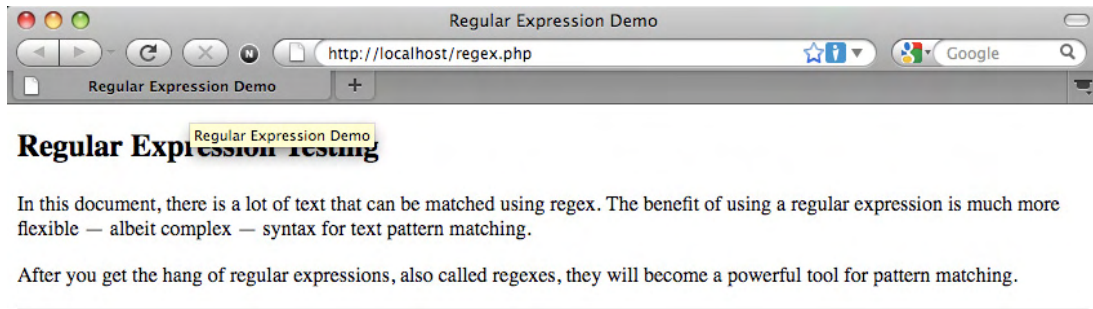 Regular Expression Demo
N
http://localhost/regex.php
Google
Regular Expression Demo
+
Regular Expression Demo
Regular Expression Testing
In this document, there is a lot of text that can be matched using regex. The benefit of using a regular expression is much more
flexible — albeit complex — syntax for text pattern matching.
After you get the hang of regular expressions, also called regexes, they will become a powerful tool for pattern matching.